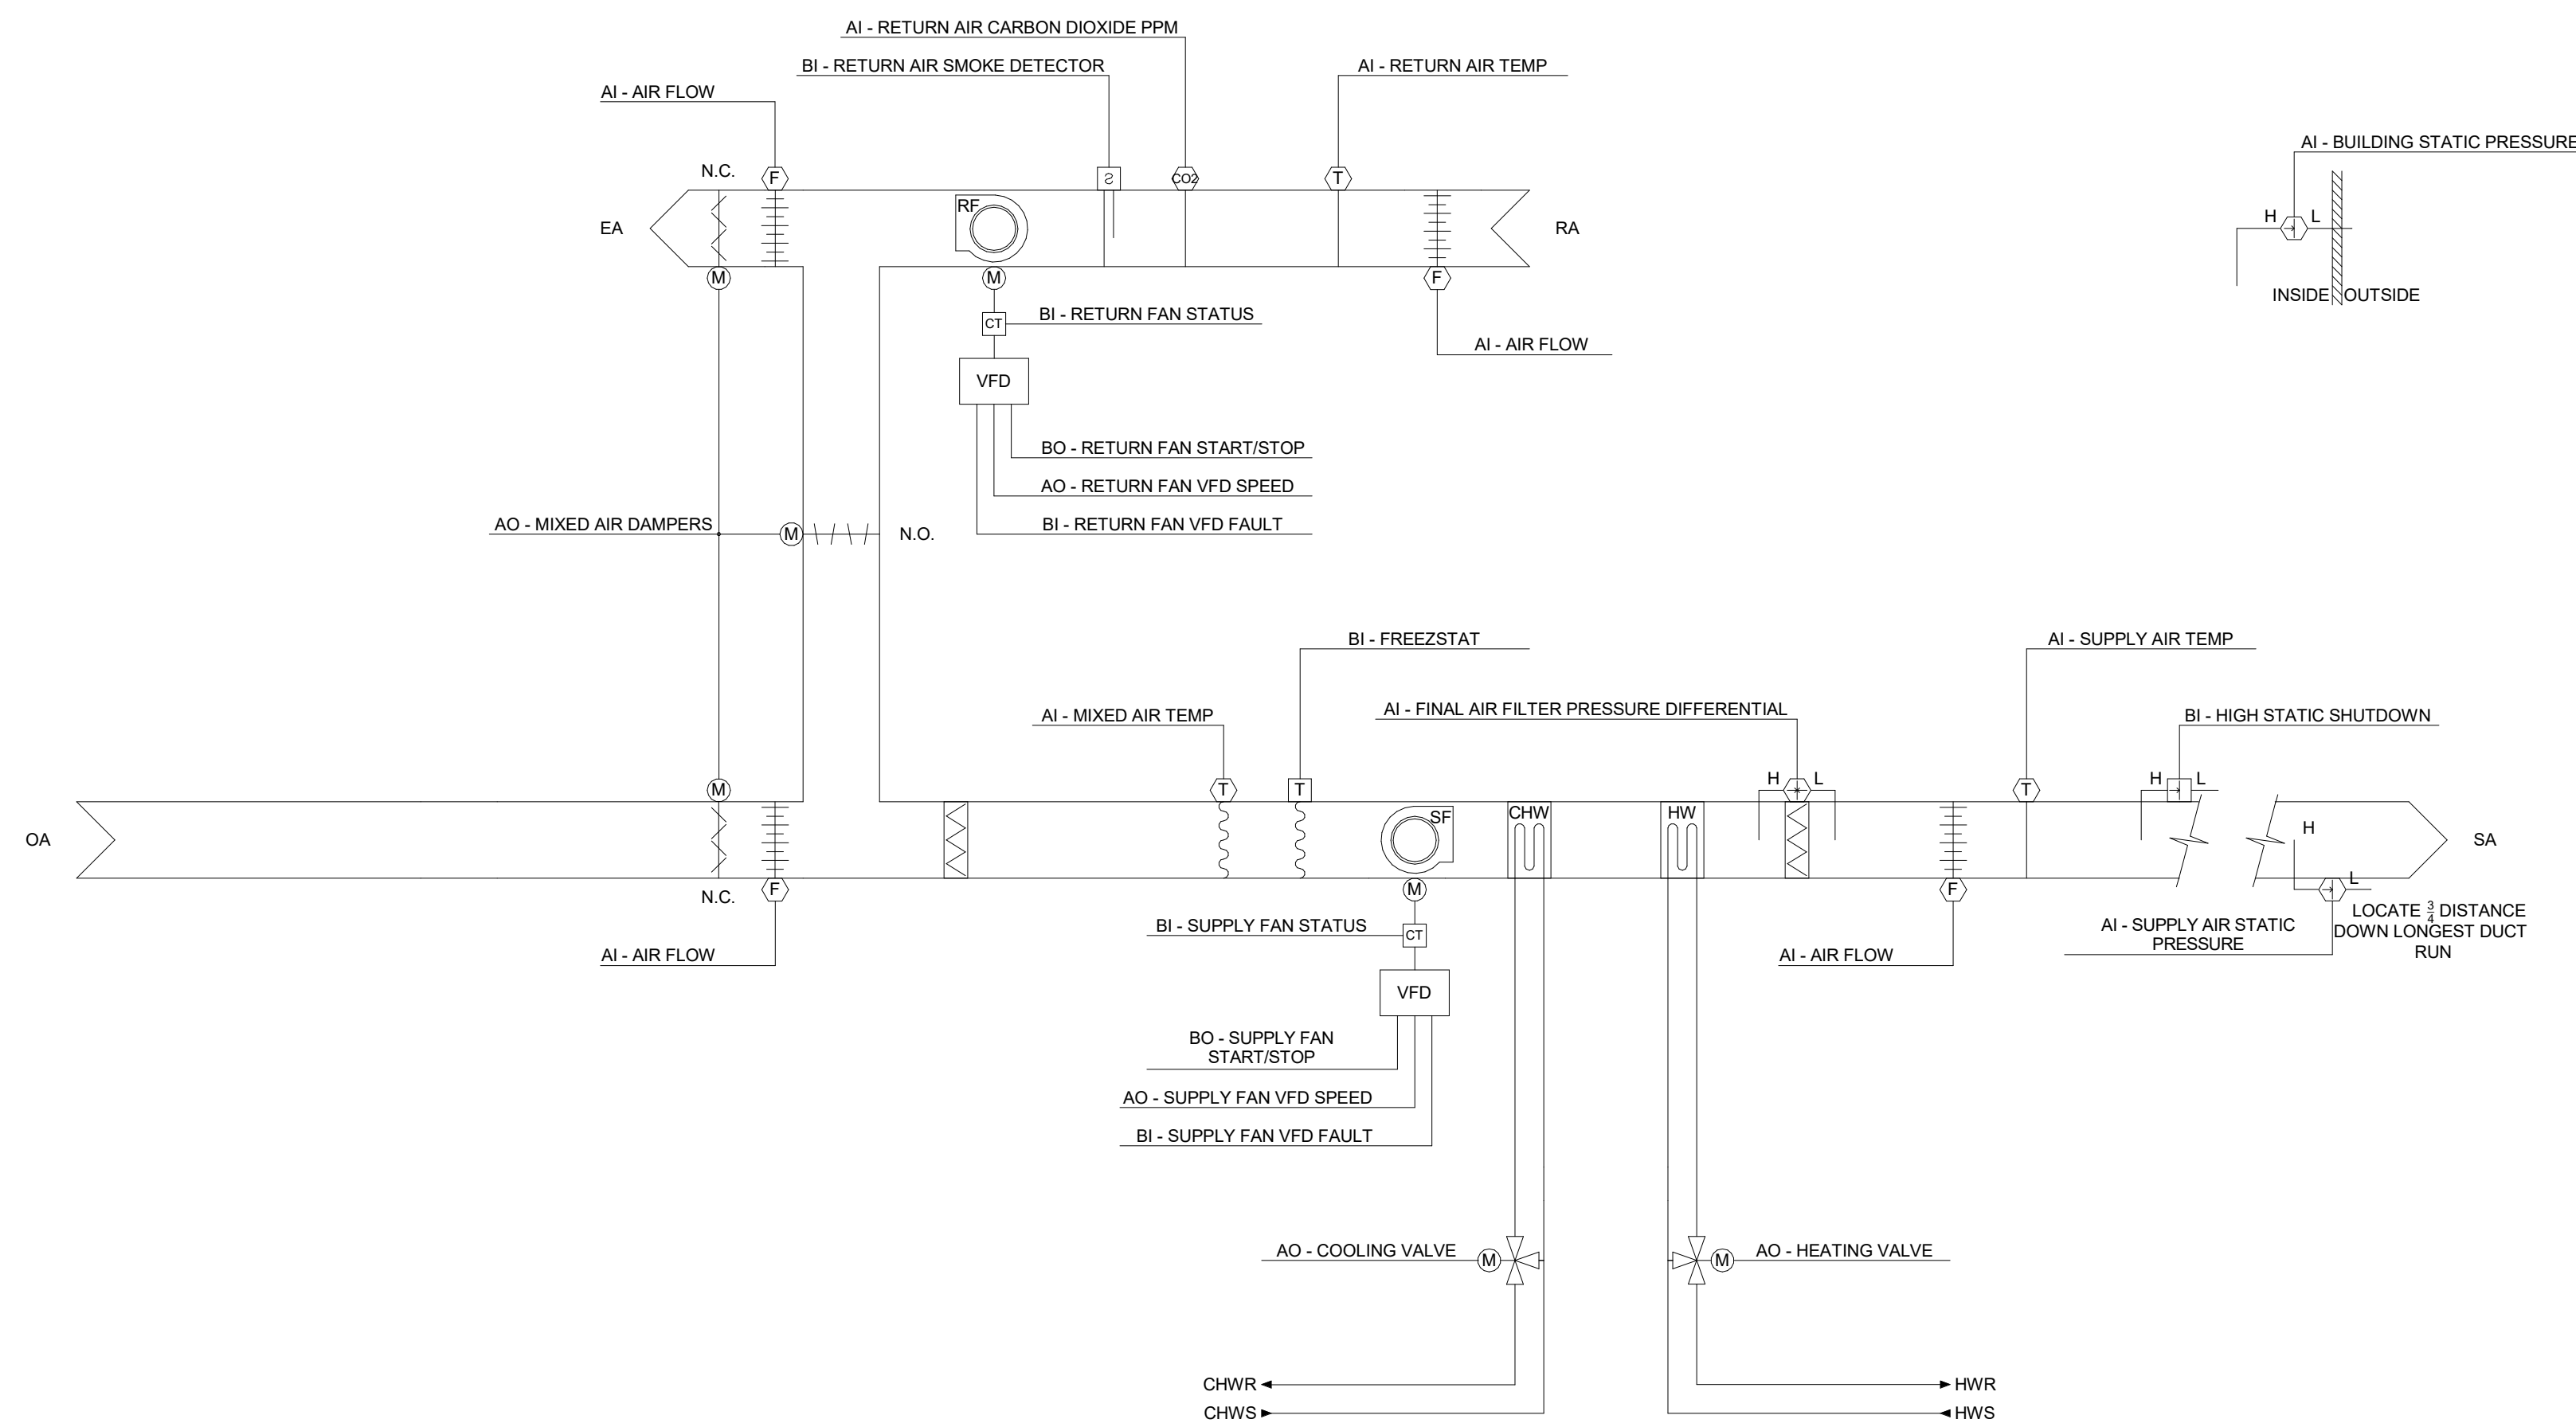 AI - RETURN AIR CARBON DIOXIDE PPM
BI - RETURN AIR SMOKE DETECTOR
AI - RETURN AIR TEMP
AI - AIR FLOW
AI - BUILDING STATIC PRESSURE
N.C.
F
S
CO2
T
H
L
EA
RF
RA
M
M
F
INSIDE
OUTSIDE
CT
BI - RETURN FAN STATUS
AI - AIR FLOW
VFD
BO - RETURN FAN START/STOP
AO - RETURN FAN VFD SPEED
BI - RETURN FAN VFD FAULT
AO - MIXED AIR DAMPERS
M
N.O.
BI - FREEZSTAT
AI - SUPPLY AIR TEMP
AI - MIXED AIR TEMP
AI - FINAL AIR FILTER PRESSURE DIFFERENTIAL
BI - HIGH STATIC SHUTDOWN
M
T
T
H
L
T
H
L
OA
SF
CHW
HW
H
SA
N.C.
F
M
F
L
AI - AIR FLOW
BI - SUPPLY FAN STATUS
CT
AI - AIR FLOW
AI - SUPPLY AIR STATIC
PRESSURE
LOCATE 3/4 DISTANCE
DOWN LONGEST DUCT
RUN
VFD
BO - SUPPLY FAN
START/STOP
AO - SUPPLY FAN VFD SPEED
BI - SUPPLY FAN VFD FAULT
AO - COOLING VALVE
M
M
AO - HEATING VALVE
CHWR
HWR
CHWS
HWS